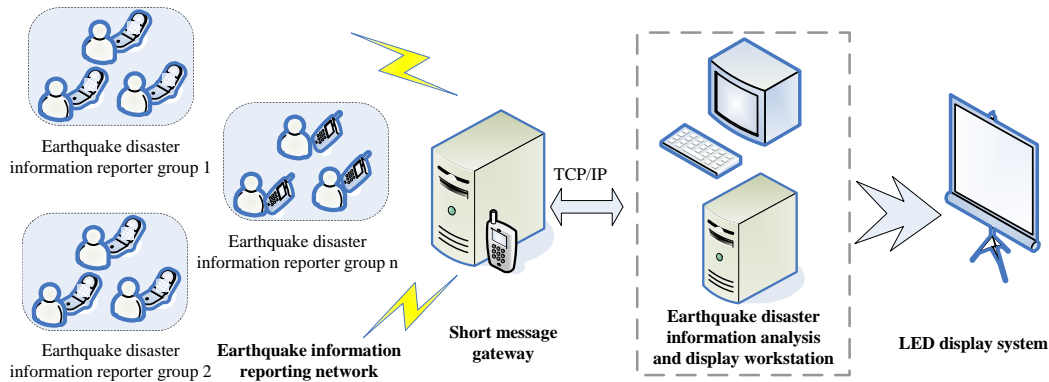 Earthquake disaster
information reporter group 1
Earthquake disaster
information reporter group n
Earthquake disaster
information reporter group 2
Earthquake information
reporting network
Short message
gateway
TCP/IP
Earthquake disaster
information analysis
and display workstation
LED display system